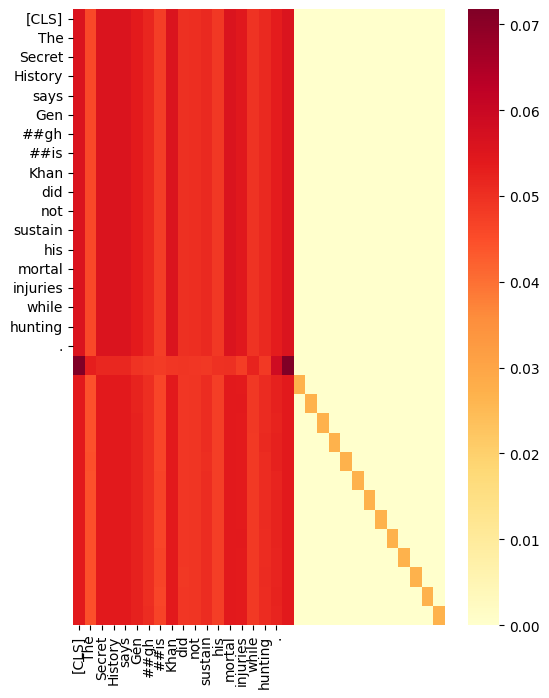 [CLS]
The
Secret
History
says
Gen
##gh
##is
Khan
did
not
sustain
his
mortal
injuries
while
hunting
.
0.07
0.06
0.05
0.04
0.03
0.02
0.01
0.00
[CLS]
The
Secret
History
says
Gen
##gh
##is
Khan
did
not
sustain
his
mortal
injuries
while
hunting
.